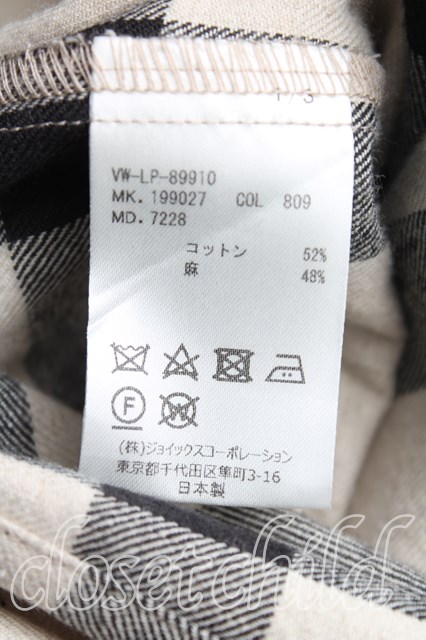 1/3
VW-LP-89910
MK. 199027 COL 809
MD. 7228
コットン 52%
麻 48%
F W
(株)ジョイックスコーポレーション
東京都千代田区隼町3-16
日本製
closet child